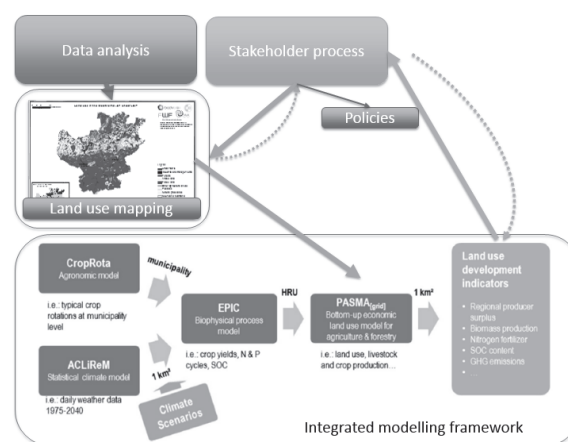 Data analysis
Stakeholder process
Policies
Land use mapping
CropRota
Agronomic model
i.e.: typical crop
rotations at municipality
level
municipality
ACLiReM
Statistical climate model
i.e.: daily weather data
1975-2040
1 km²
Climate
Scenarios
EPIC
Biophysical process
model
i.e.: crop yields, N & P
cycles, SOC
HRU
PASMA[grid]
Bottom-up economic
land use model for
agriculture & forestry
i.e.: land use, livestock
and crop production…
1 km²
Land use
development
indicators
• Regional producer
surplus
• Biomass production
• Nitrogen fertilizer
• SOC content
• GHG emissions
• …
Integrated modelling framework